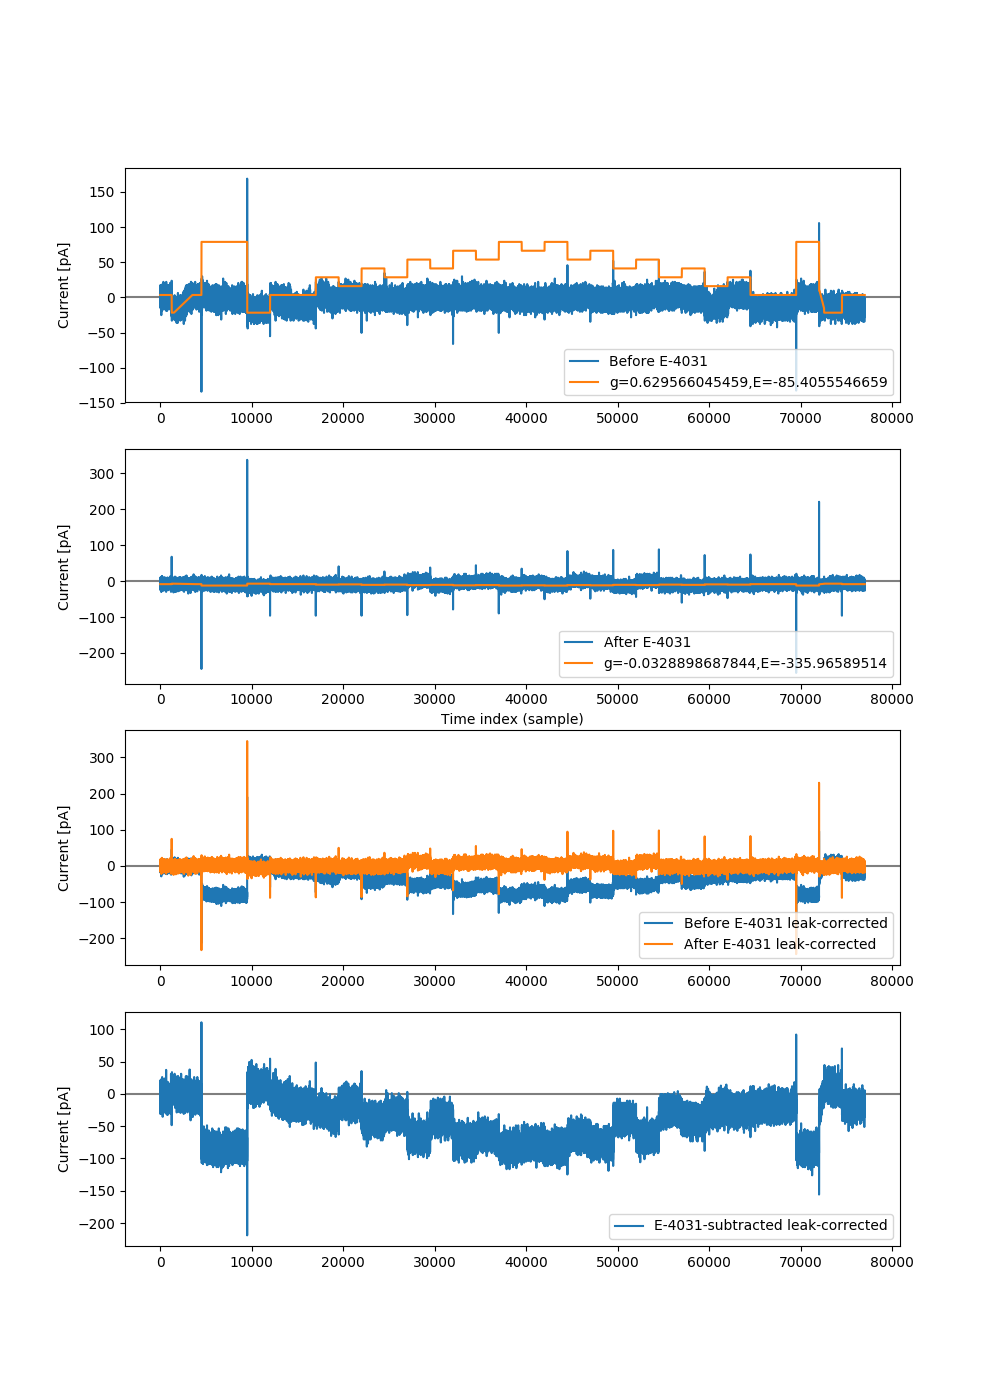 150
100
50
0
−50
−100
−150
Current [pA]
0 10000 20000 30000 40000 50000 60000 70000 80000
Before E-4031
g=0.629566045459,E=-85.4055546659
300
200
100
0
−100
−200
Current [pA]
0 10000 20000 30000 40000 50000 60000 70000 80000
Time index (sample)
After E-4031
g=-0.0328898687844,E=-335.96589514
300
200
100
0
−100
−200
Current [pA]
0 10000 20000 30000 40000 50000 60000 70000 80000
Before E-4031 leak-corrected
After E-4031 leak-corrected
100
50
0
−50
−100
−150
−200
Current [pA]
0 10000 20000 30000 40000 50000 60000 70000 80000
E-4031-subtracted leak-corrected